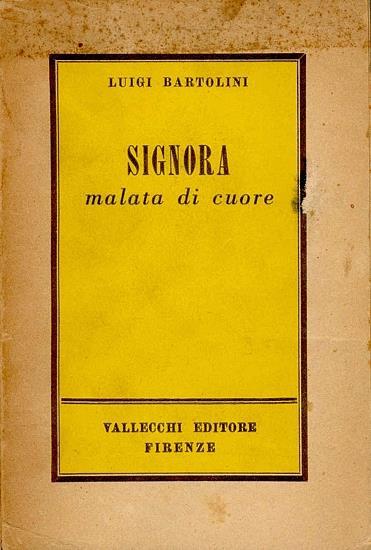 LUIGI BARTOLINI
SIGNORA
malata di cuore
VALLECCHI EDITORE
FIRENZE